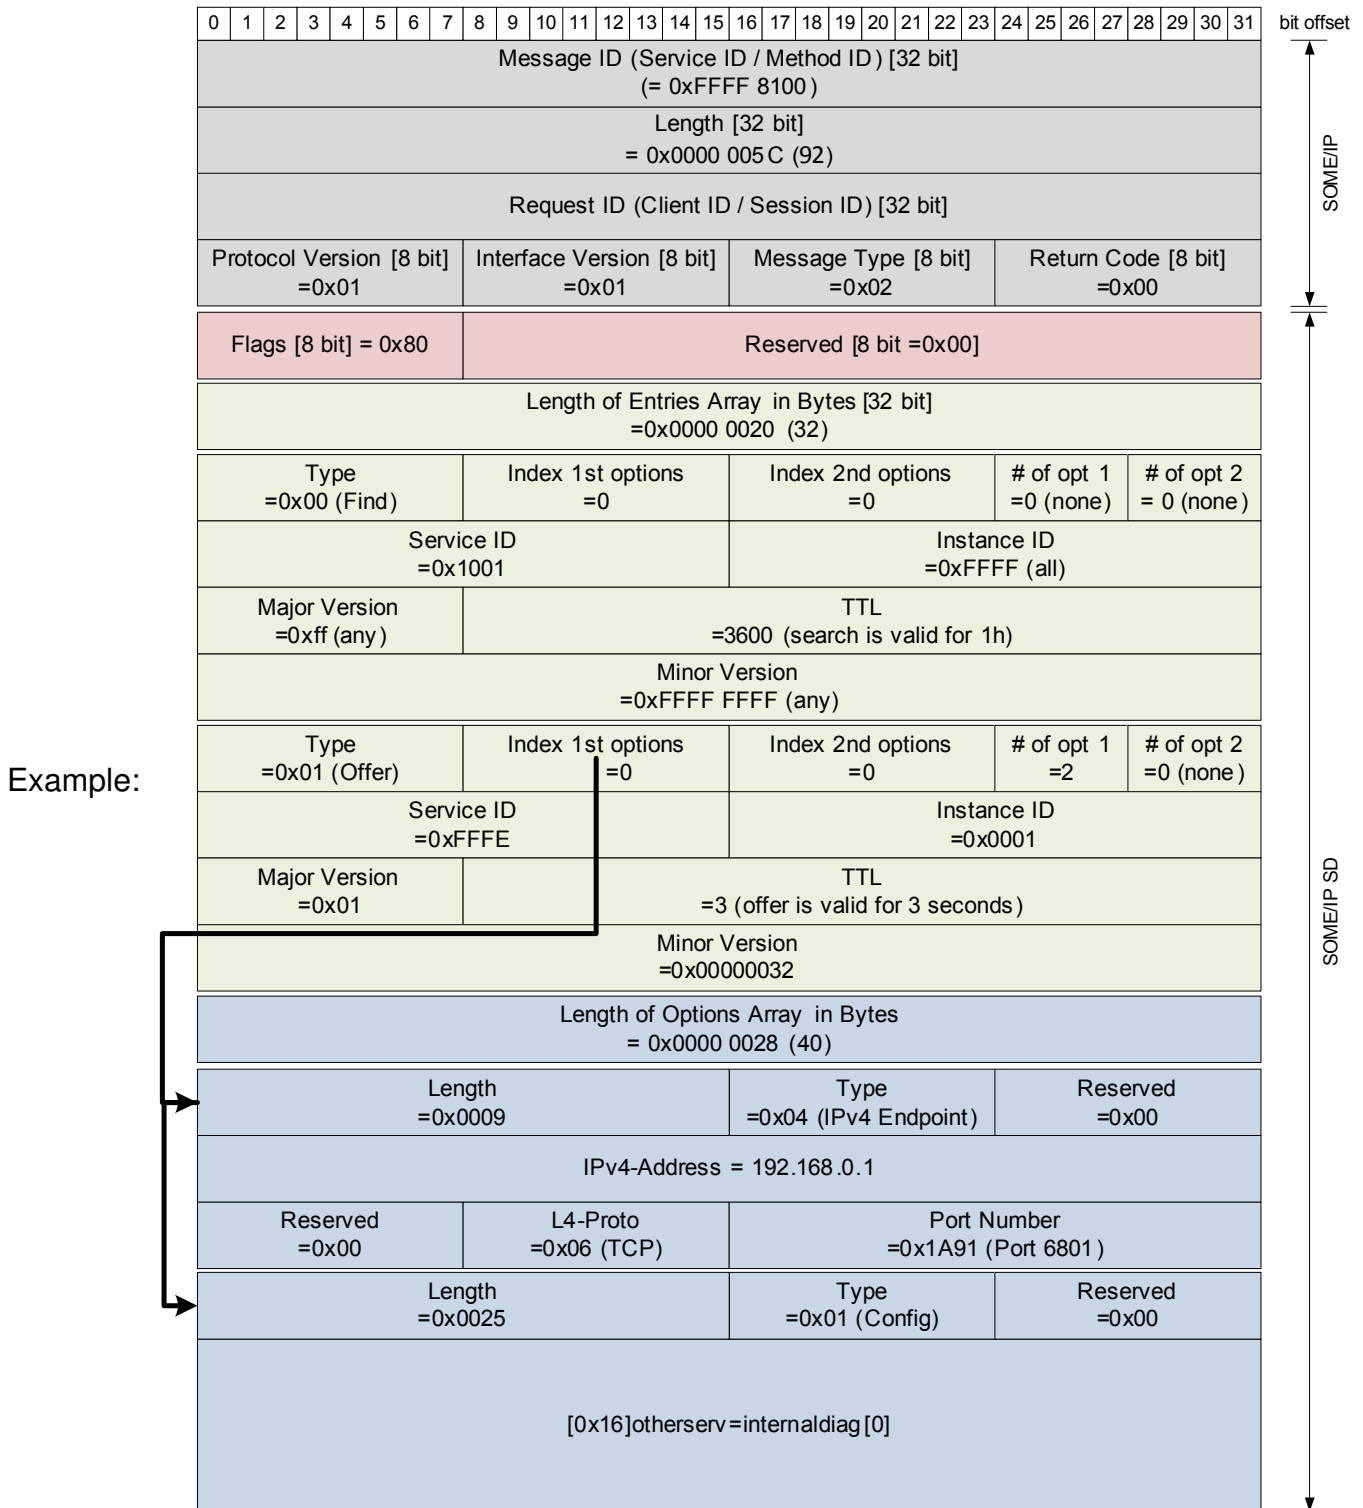 0 1 2 3 4 5 6 7 8 9 10 11 12 13 14 15 16 17 18 19 20 21 22 23 24 25 26 27 28 29 30 31 bit offset
Message ID (Service ID / Method ID) [32 bit]
(= 0xFFFF 8100)
Length [32 bit]
= 0x0000 005C (92)
Request ID (Client ID / Session ID) [32 bit]
Protocol Version [8 bit] Interface Version [8 bit] Message Type [8 bit] Return Code [8 bit]
=0x01 =0x01 =0x02 =0x00
SOME/IP
Flags [8 bit] = 0x80 Reserved [8 bit =0x00]
Length of Entries Array in Bytes [32 bit]
=0x0000 0020 (32)
Type Index 1st options Index 2nd options # of opt 1 # of opt 2
=0x00 (Find) =0 =0 =0 (none) = 0 (none)
Service ID Instance ID
=0x1001 =0xFFFF (all)
Major Version TTL
=0xff (any) =3600 (search is valid for 1h)
Minor Version
=0xFFFF FFFF (any)
Type Index 1st options Index 2nd options # of opt 1 # of opt 2
Example:
=0x01 (Offer) =0 =0 =2 =0 (none)
Service ID Instance ID
=0xFFFE =0x0001
Major Version TTL
=0x01 =3 (offer is valid for 3 seconds)
Minor Version
=0x00000032
SOME/IP SD
Length of Options Array in Bytes
= 0x0000 0028 (40)
Length Type Reserved
=0x0009 =0x04 (IPv4 Endpoint) =0x00
IPv4-Address = 192.168.0.1
Reserved L4-Proto Port Number
=0x00 =0x06 (TCP) =0x1A91 (Port 6801)
Length Type Reserved
=0x0025 =0x01 (Config) =0x00
[0x16]otherserv=internaldiag[0]